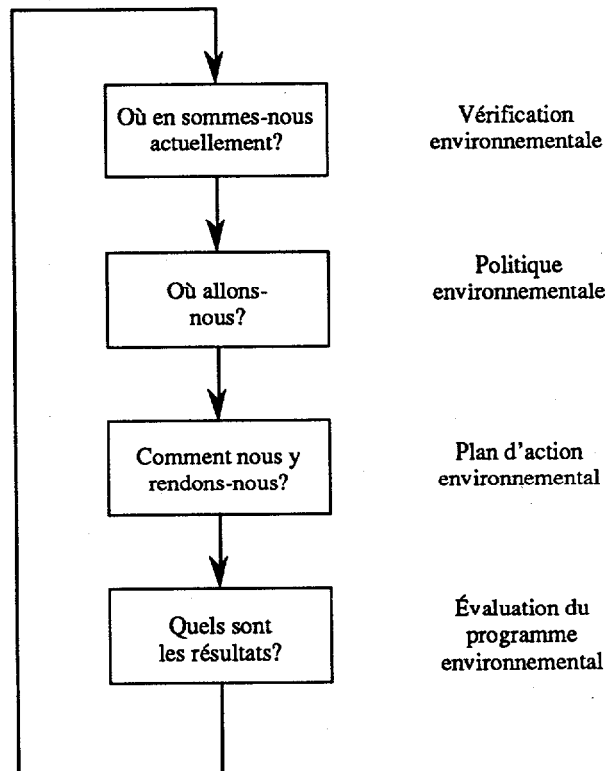 Où en sommes-nous
actuellement?
Vérification
environnementale
Où allons-
nous?
Politique
environnementale
Comment nous y
rendons-nous?
Plan d'action
environnemental
Quels sont
les résultats?
Évaluation du
programme
environnemental